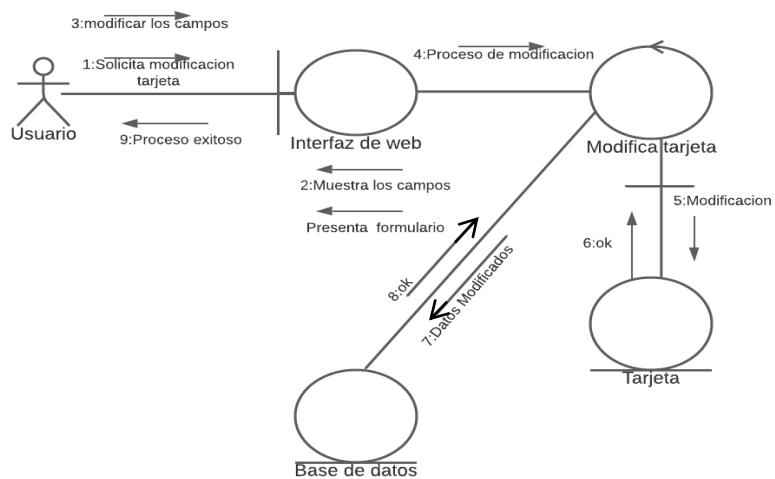 3:modificar los campos
1:Solicita modificacion
tarjeta
4:Proceso de modificacion
Usuario
9:Proceso exitoso
Interfaz de web
Modifica tarjeta
2:Muestra los campos
5:Modificacion
Presenta formulario
6:ok
8:ok
7:Datos Modificados
Tarjeta
Base de datos